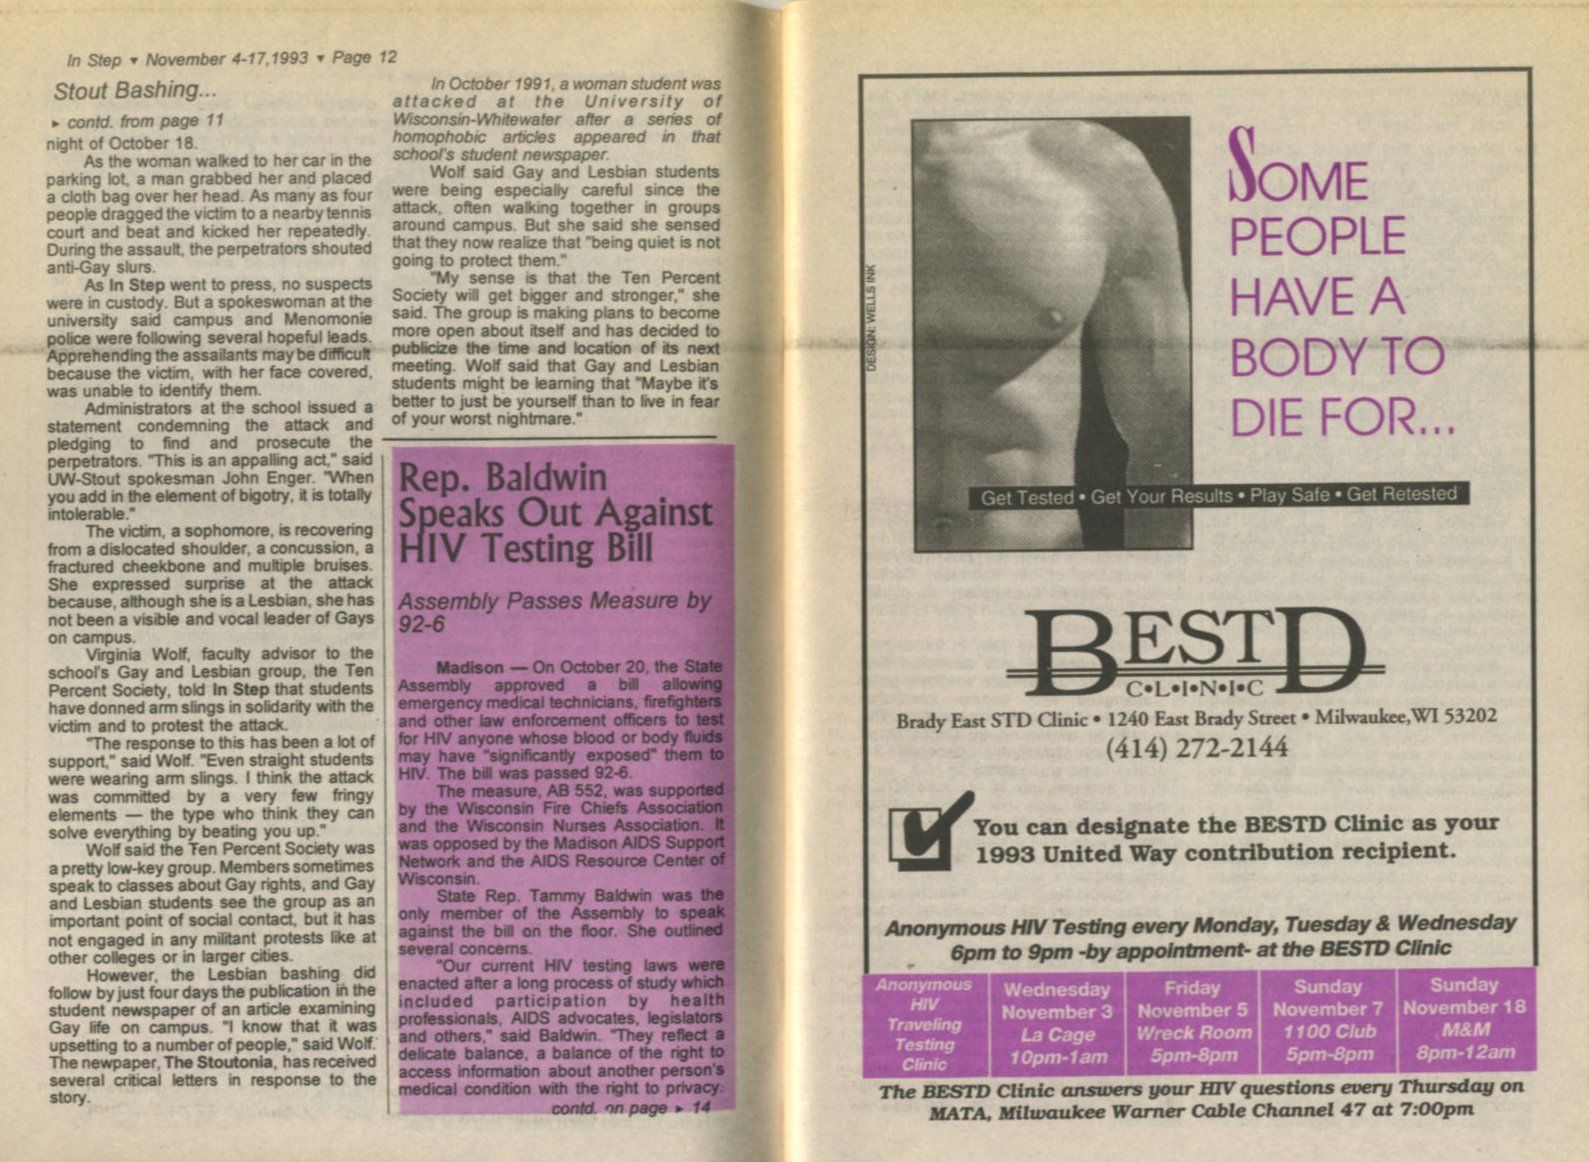 In Step ▾ November 4-17,1993 ▾ Page 12
Stout Bashing...
▸ contd. from page 11
night of October 18.
As the woman walked to her car in the
parking lot, a man grabbed her and placed
a cloth bag over her head. As many as four
people dragged the victim to a nearby tennis
court and beat and kicked her repeatedly.
During the assault, the perpetrators shouted
anti-Gay slurs.
As In Step went to press, no suspects
were in custody. But a spokeswoman at the
university said campus and Menomonie
police were following several hopeful leads.
Apprehending the assailants may be difficult
because the victim, with her face covered,
was unable to identify them.
Administrators at the school issued a
statement condemning the attack and
pledging to find and prosecute the
perpetrators. "This is an appalling act," said
UW-Stout spokesman John Enger. "When
you add in the element of bigotry, it is totally
intolerable."
The victim, a sophomore, is recovering
from a dislocated shoulder, a concussion, a
fractured cheekbone and multiple bruises.
She expressed surprise at the attack
because, although she is a Lesbian, she has
not been a visible and vocal leader of Gays
on campus.
Virginia Wolf, faculty advisor to the
school's Gay and Lesbian group, the Ten
Percent Society, told In Step that students
have donned arm slings in solidarity with the
victim and to protest the attack.
"The response to this has been a lot of
support," said Wolf. "Even straight students
were wearing arm slings. I think the attack
was committed by a very few fringy
elements — the type who think they can
solve everything by beating you up."
Wolf said the Ten Percent Society was
a pretty low-key group. Members sometimes
speak to classes about Gay rights, and Gay
and Lesbian students see the group as an
important point of social contact, but it has
not engaged in any militant protests like at
other colleges or in larger cities.
However, the Lesbian bashing did
follow by just four days the publication in the
student newspaper of an article examining
Gay life on campus. "I know that it was
upsetting to a number of people," said Wolf.
The newpaper, The Stoutonia, has received
several critical letters in response to the
story.
In October 1991, a woman student was
attacked at the University of
Wisconsin-Whitewater after a series of
homophobic articles appeared in that
school's student newspaper.
Wolf said Gay and Lesbian students
were being especially careful since the
attack, often walking together in groups
around campus. But she said she sensed
that they now realize that "being quiet is not
going to protect them."
"My sense is that the Ten Percent
Society will get bigger and stronger," she
said. The group is making plans to become
more open about itself and has decided to
publicize the time and location of its next
meeting. Wolf said that Gay and Lesbian
students might be learning that "Maybe it's
better to just be yourself than to live in fear
of your worst nightmare."
Rep. Baldwin
Speaks Out Against
HIV Testing Bill
Assembly Passes Measure by
92-6
Madison — On October 20, the State
Assembly approved a bill allowing
emergency medical technicians, firefighters
and other law enforcement officers to test
for HIV anyone whose blood or body fluids
may have "significantly exposed" them to
HIV. The bill was passed 92-6.
The measure, AB 552, was supported
by the Wisconsin Fire Chiefs Association
and the Wisconsin Nurses Association. It
was opposed by the Madison AIDS Support
Network and the AIDS Resource Center of
Wisconsin.
State Rep. Tammy Baldwin was the
only member of the Assembly to speak
against the bill on the floor. She outlined
several concerns.
"Our current HIV testing laws were
enacted after a long process of study which
included participation by health
professionals, AIDS advocates, legislators
and others," said Baldwin. "They reflect a
delicate balance, a balance of the right to
access information about another person's
medical condition with the right to privacy.
contd. on page ▸ 14
DESIGN: WELLS INK
SOME
PEOPLE
HAVE A
BODY TO
DIE FOR...
Get Tested • Get Your Results • Play Safe • Get Retested
BESTD
C•L•I•N•I•C
Brady East STD Clinic • 1240 East Brady Street • Milwaukee,WI 53202
(414) 272-2144
You can designate the BESTD Clinic as your
1993 United Way contribution recipient.
Anonymous HIV Testing every Monday, Tuesday & Wednesday
6pm to 9pm -by appointment- at the BESTD Clinic
Anonymous
HIV
Traveling
Testing
Clinic
Wednesday
November 3
La Cage
10pm-1am
Friday
November 5
Wreck Room
5pm-8pm
Sunday
November 7
1100 Club
5pm-8pm
Sunday
November 18
M&M
8pm-12am
The BESTD Clinic answers your HIV questions every Thursday on
MATA, Milwaukee Warner Cable Channel 47 at 7:00pm